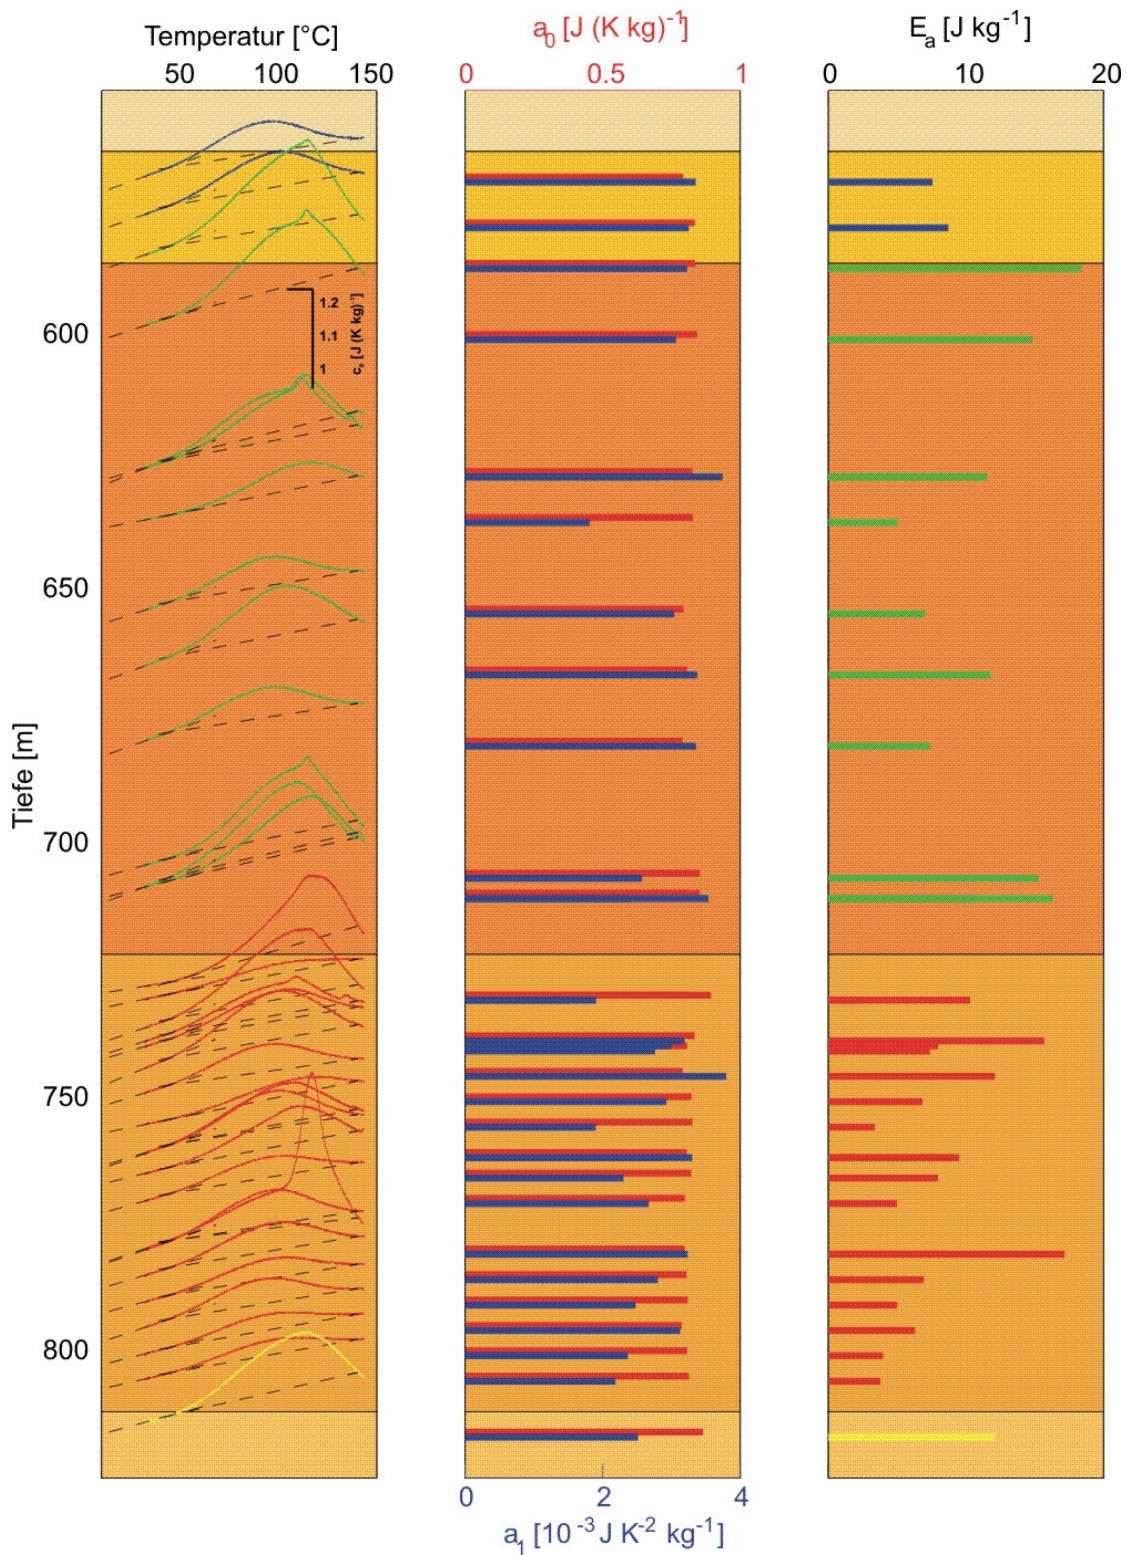 Temperatur [°C]
50 100 150
a₀ [J (K kg)⁻¹]
0 0.5 1
Eₐ [J kg⁻¹]
0 10 20
Tiefe [m]
600
650
700
750
800
1.2
1.1
1
[J (K kg)⁻¹]
0 2 4
a₁ [10⁻³ J K⁻² kg⁻¹]